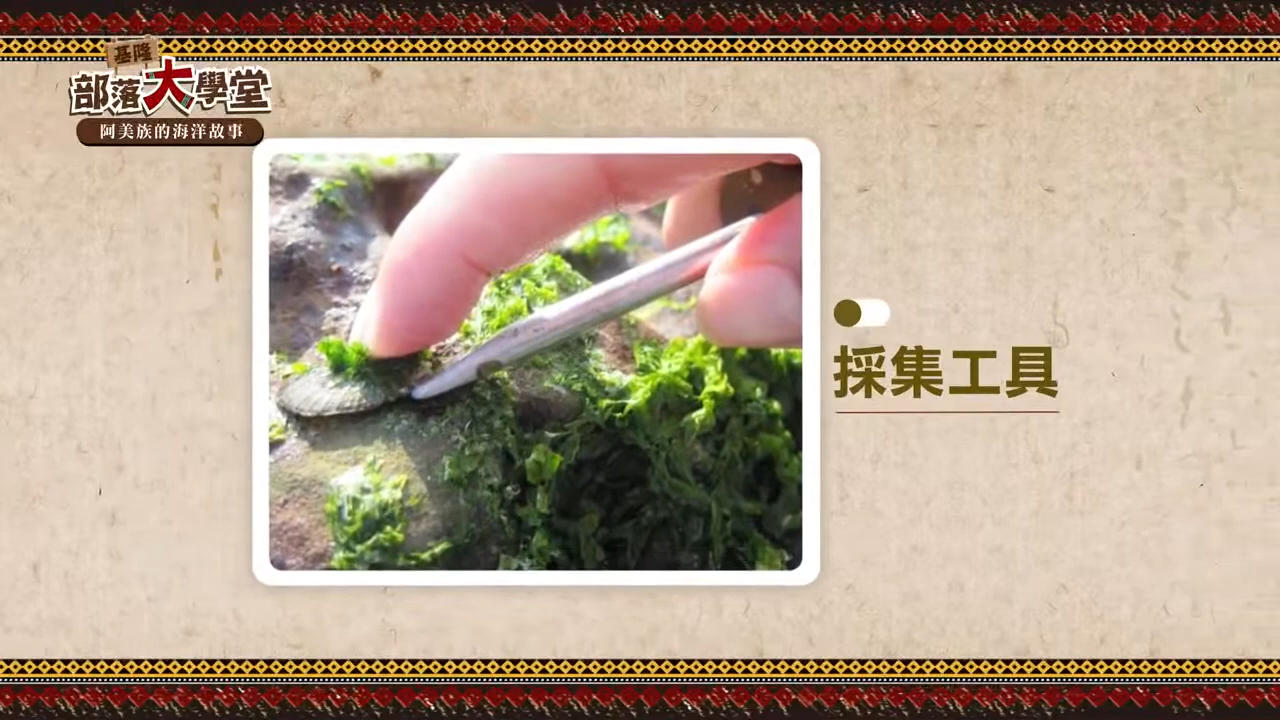 基隆
部落大學堂
阿美族的海洋故事
採集工具